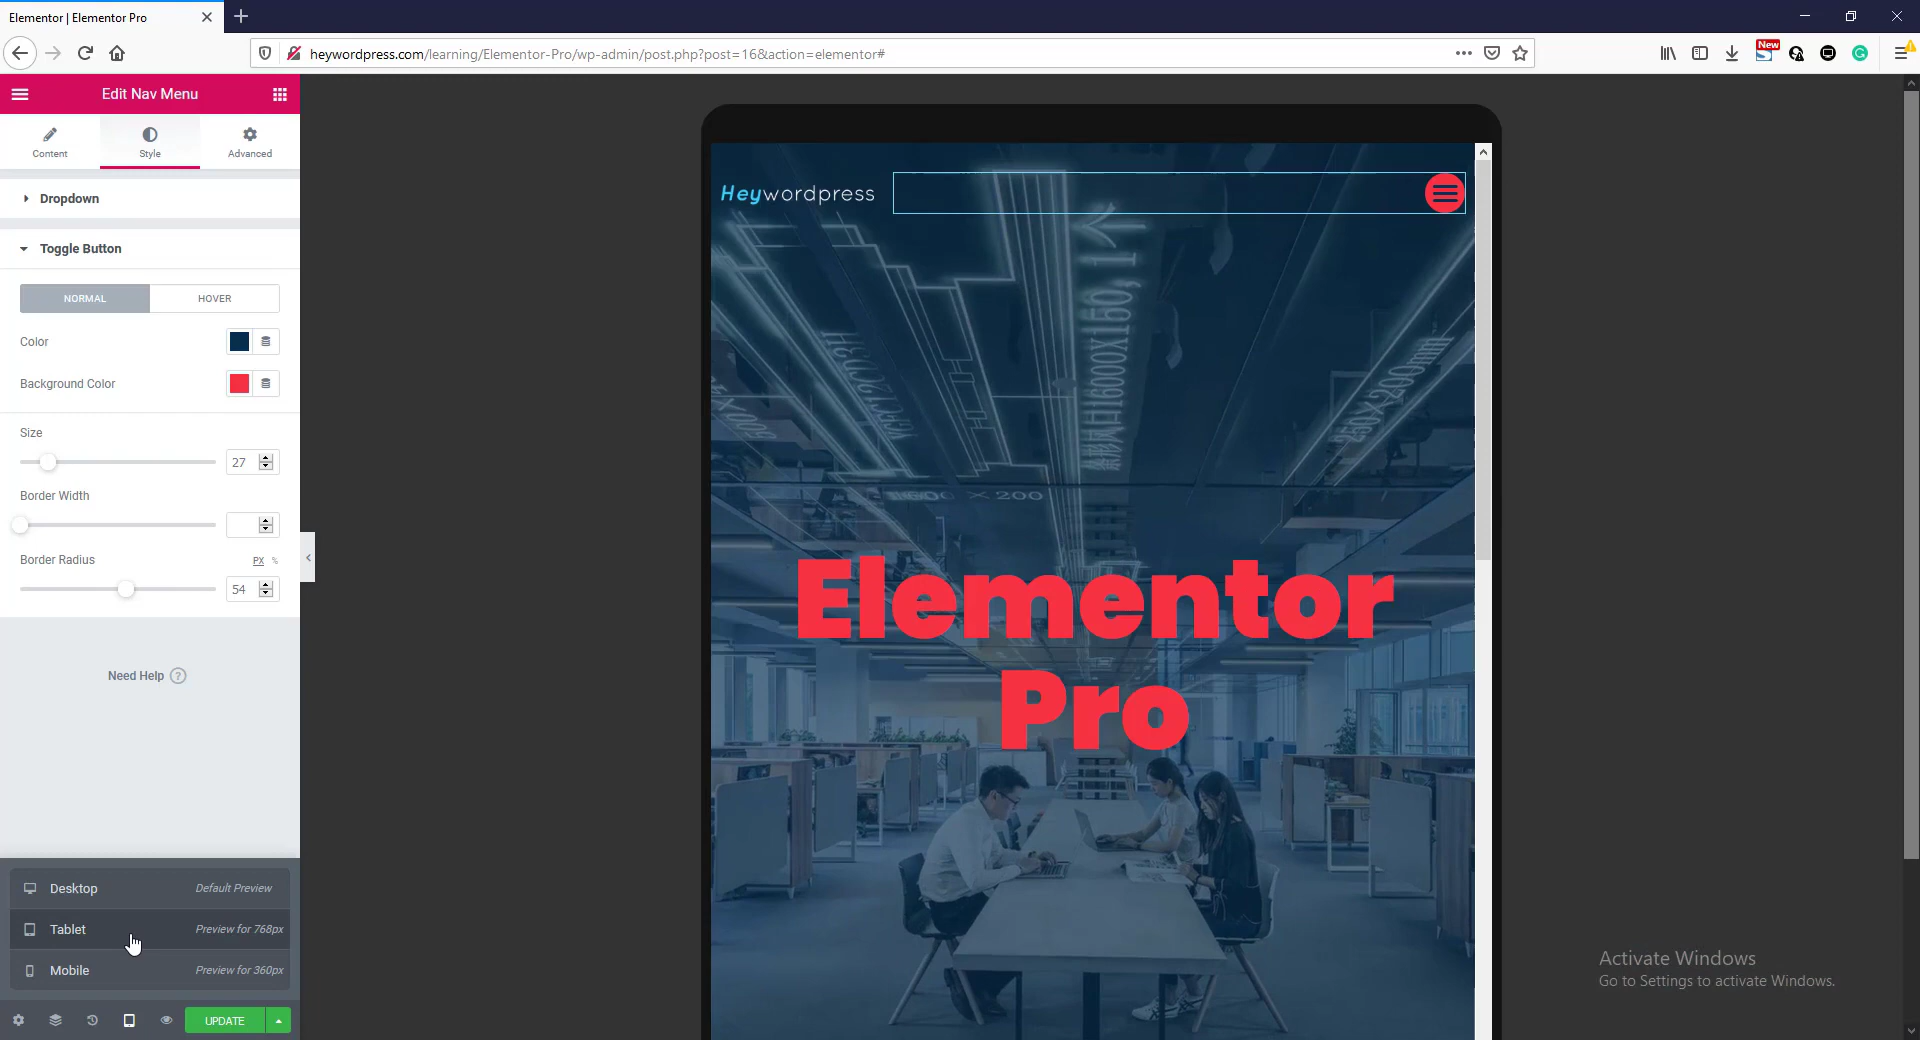 Elementor | Elementor Pro
heywordpress.com/learning/Elementor-Pro/wp-admin/post.php?post=16&action=elementor#
New
Edit Nav Menu
Content
Style
Advanced
Dropdown
Toggle Button
NORMAL
HOVER
Color
Background Color
Size
27
Border Width
Border Radius
PX %
54
Need Help ?
Desktop Default Preview
Tablet Preview for 768px
Mobile Preview for 360px
UPDATE
Heywordpress
1600 × 200
Elementor
Pro
Activate Windows
Go to Settings to activate Windows.